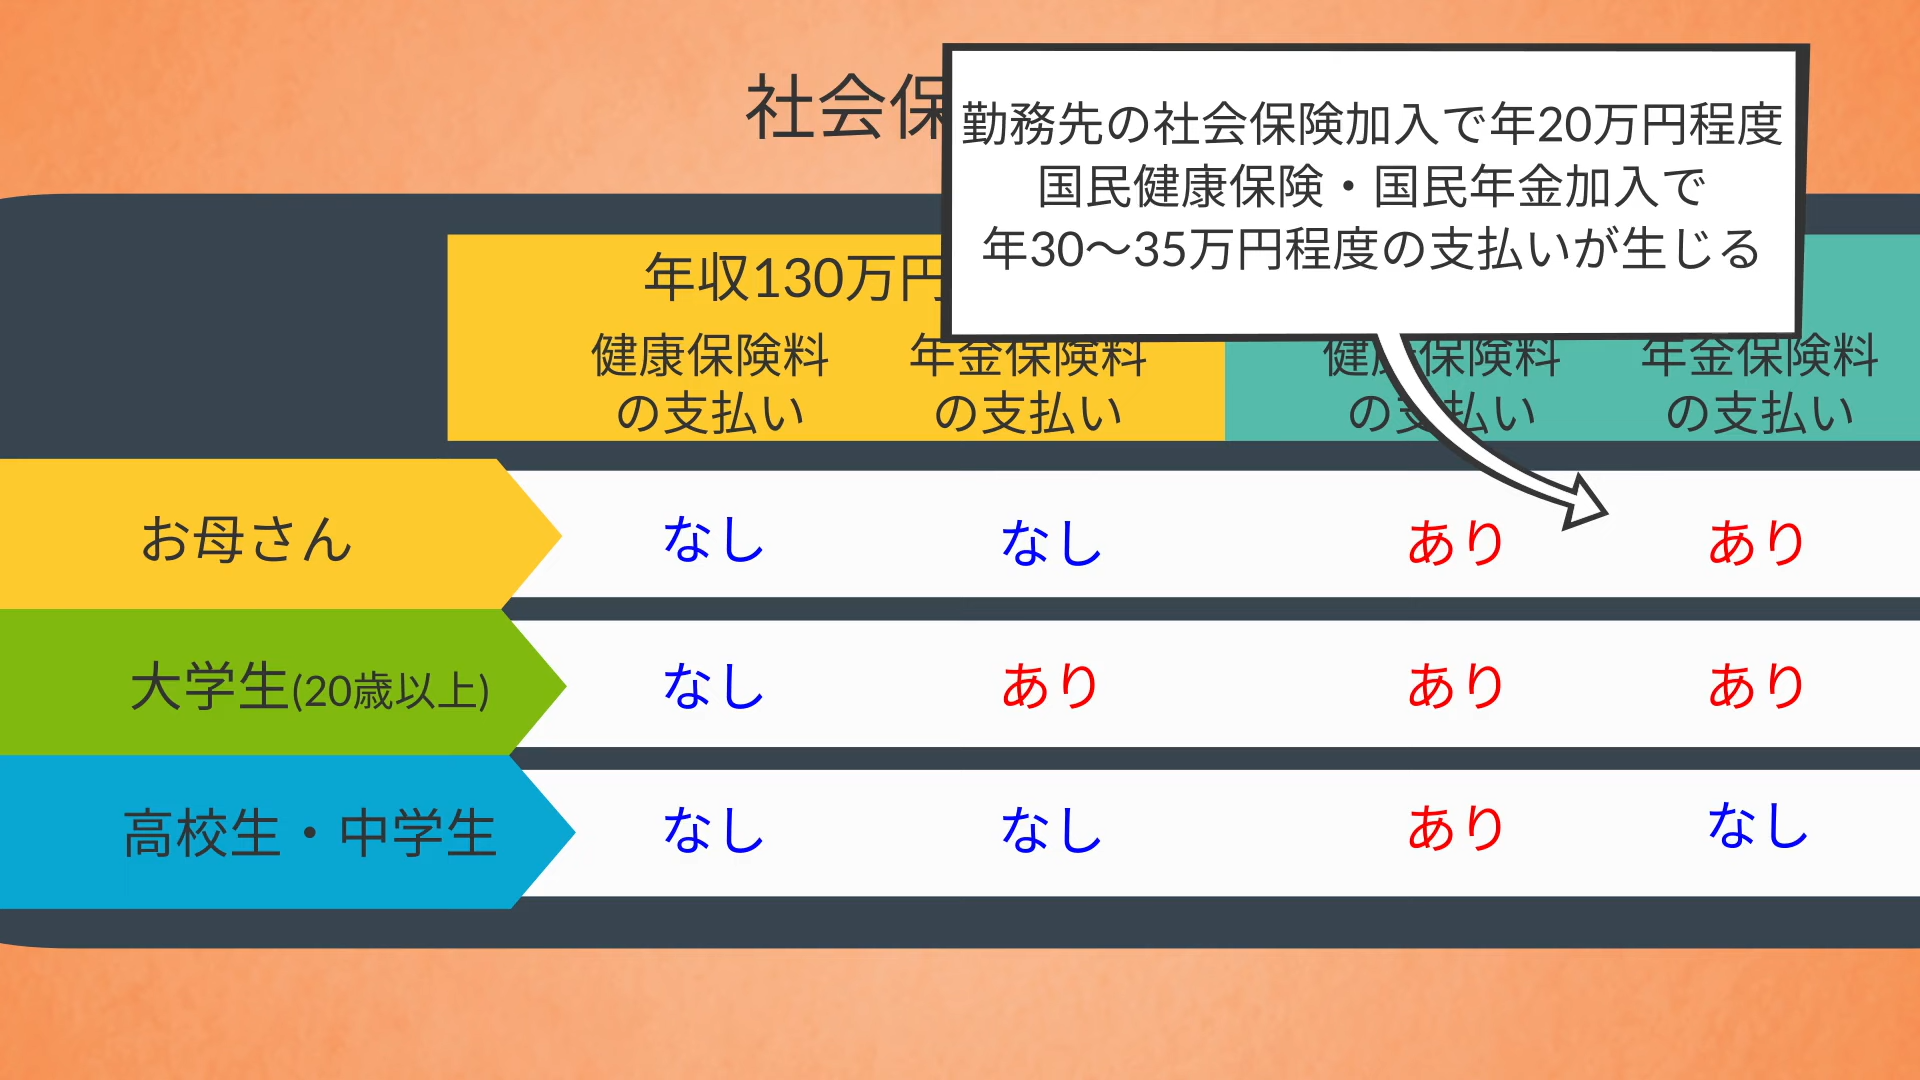 社会保
勤務先の社会保険加入で年20万円程度
国民健康保険・国民年金加入で
年30〜35万円程度の支払いが生じる
年収130万円
健康保険料
の支払い
年金保険料
の支払い
健康保険料
の支払い
年金保険料
の支払い
お母さん
なし
なし
あり
あり
大学生(20歳以上)
なし
あり
あり
あり
高校生・中学生
なし
なし
あり
なし